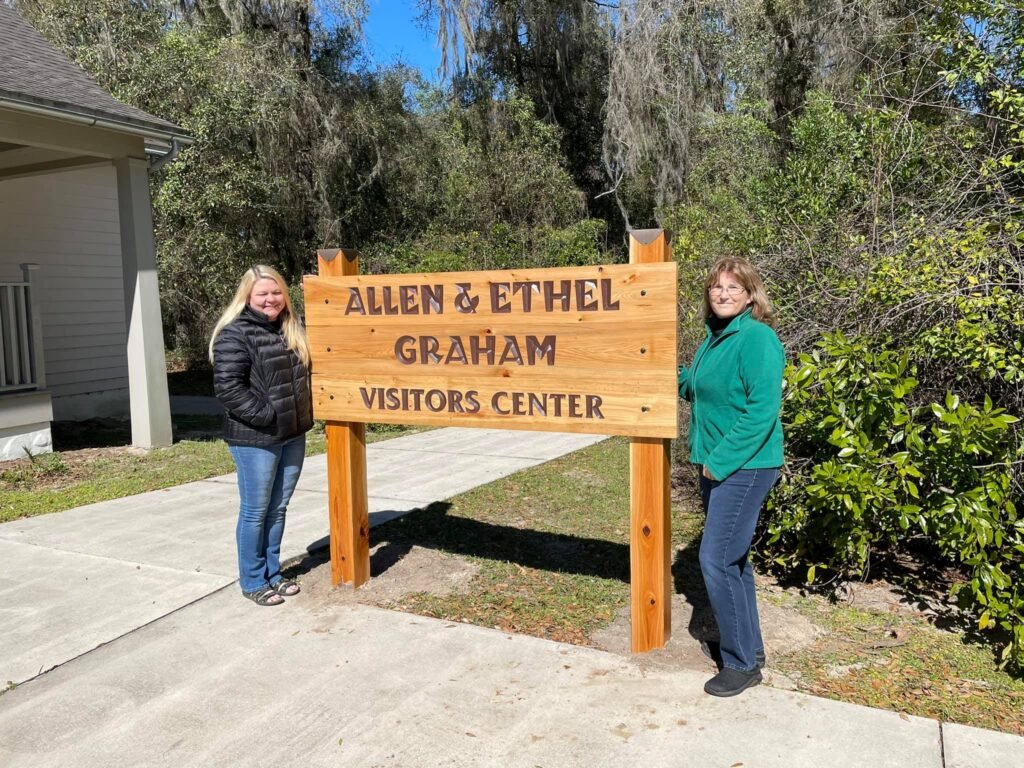 ALLEN & ETHEL
GRAHAM
VISITORS CENTER